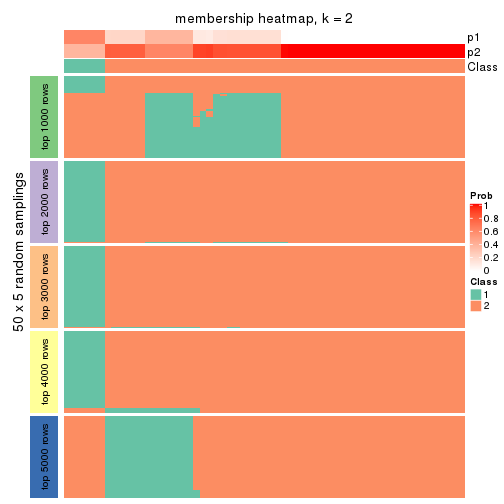 membership heatmap, k = 2
p1
p2
Class
50 x 5 random samplings
top 1000 rows
top 2000 rows
top 3000 rows
top 4000 rows
top 5000 rows
Prob
1
0.8
0.6
0.4
0.2
0
Class
1
2